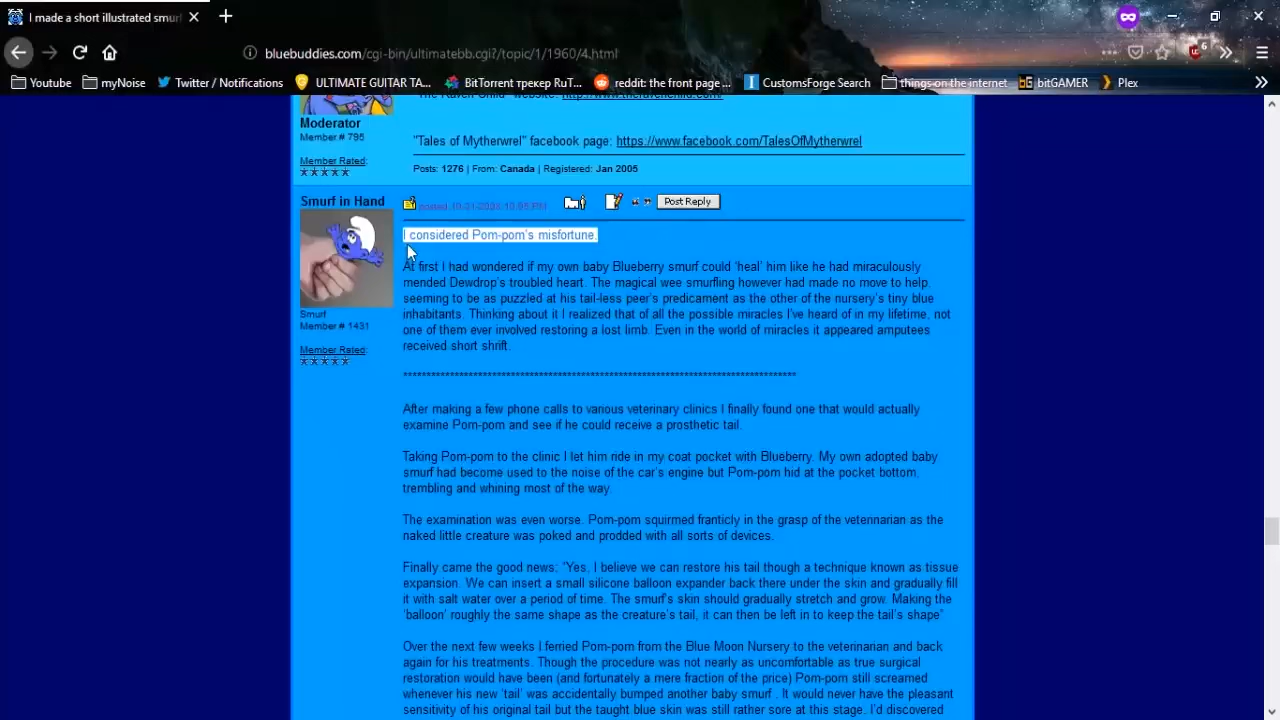 I made a short illustrated smurf
bluebuddies.com/cgi-bin/ultimatebb.cgi?/topic/1/1960/4.html
6
Youtube myNoise Twitter / Notifications ULTIMATE GUITAR TA... BitTorrent трекер RuT... reddit: the front page ... CustomsForge Search things on the internet bitGAMER Plex
Moderator
Member # 795
"Tales of Mytherwrel" facebook page: https://www.facebook.com/TalesOfMytherwrel
Member Rated:
Posts: 1276 | From: Canada | Registered: Jan 2005
Smurf in Hand
Post Reply
I considered Pom-pom's misfortune.
At first I had wondered if my own baby Blueberry smurf could 'heal' him like he had miraculously
mended Dewdrop's troubled heart. The magical wee smurfling however had made no move to help,
seeming to be as puzzled at his tail-less peer's predicament as the other of the nursery's tiny blue
inhabitants. Thinking about it I realized that of all the possible miracles I've heard of in my lifetime, not
one of them ever involved restoring a lost limb. Even in the world of miracles it appeared amputees
received short shrift.
Smurf
Member # 1431
Member Rated:
*************************************************************************************
After making a few phone calls to various veterinary clinics I finally found one that would actually
examine Pom-pom and see if he could receive a prosthetic tail.
Taking Pom-pom to the clinic I let him ride in my coat pocket with Blueberry. My own adopted baby
smurf had become used to the noise of the car's engine but Pom-pom hid at the pocket bottom,
trembling and whining most of the way.
The examination was even worse. Pom-pom squirmed franticly in the grasp of the veterinarian as the
naked little creature was poked and prodded with all sorts of devices.
Finally came the good news; "Yes, I believe we can restore his tail though a technique known as tissue
expansion. We can insert a small silicone balloon expander back there under the skin and gradually fill
it with salt water over a period of time. The smurf's skin should gradually stretch and grow. Making the
'balloon' roughly the same shape as the creature's tail, it can then be left in to keep the tail's shape"
Over the next few weeks I ferried Pom-pom from the Blue Moon Nursery to the veterinarian and back
again for his treatments. Though the procedure was not nearly as uncomfortable as true surgical
restoration would have been (and fortunately a mere fraction of the price) Pom-pom still screamed
whenever his new 'tail' was accidentally bumped another baby smurf . It would never have the pleasant
sensitivity of his original tail but the taught blue skin was still rather sore at this stage. I'd discovered